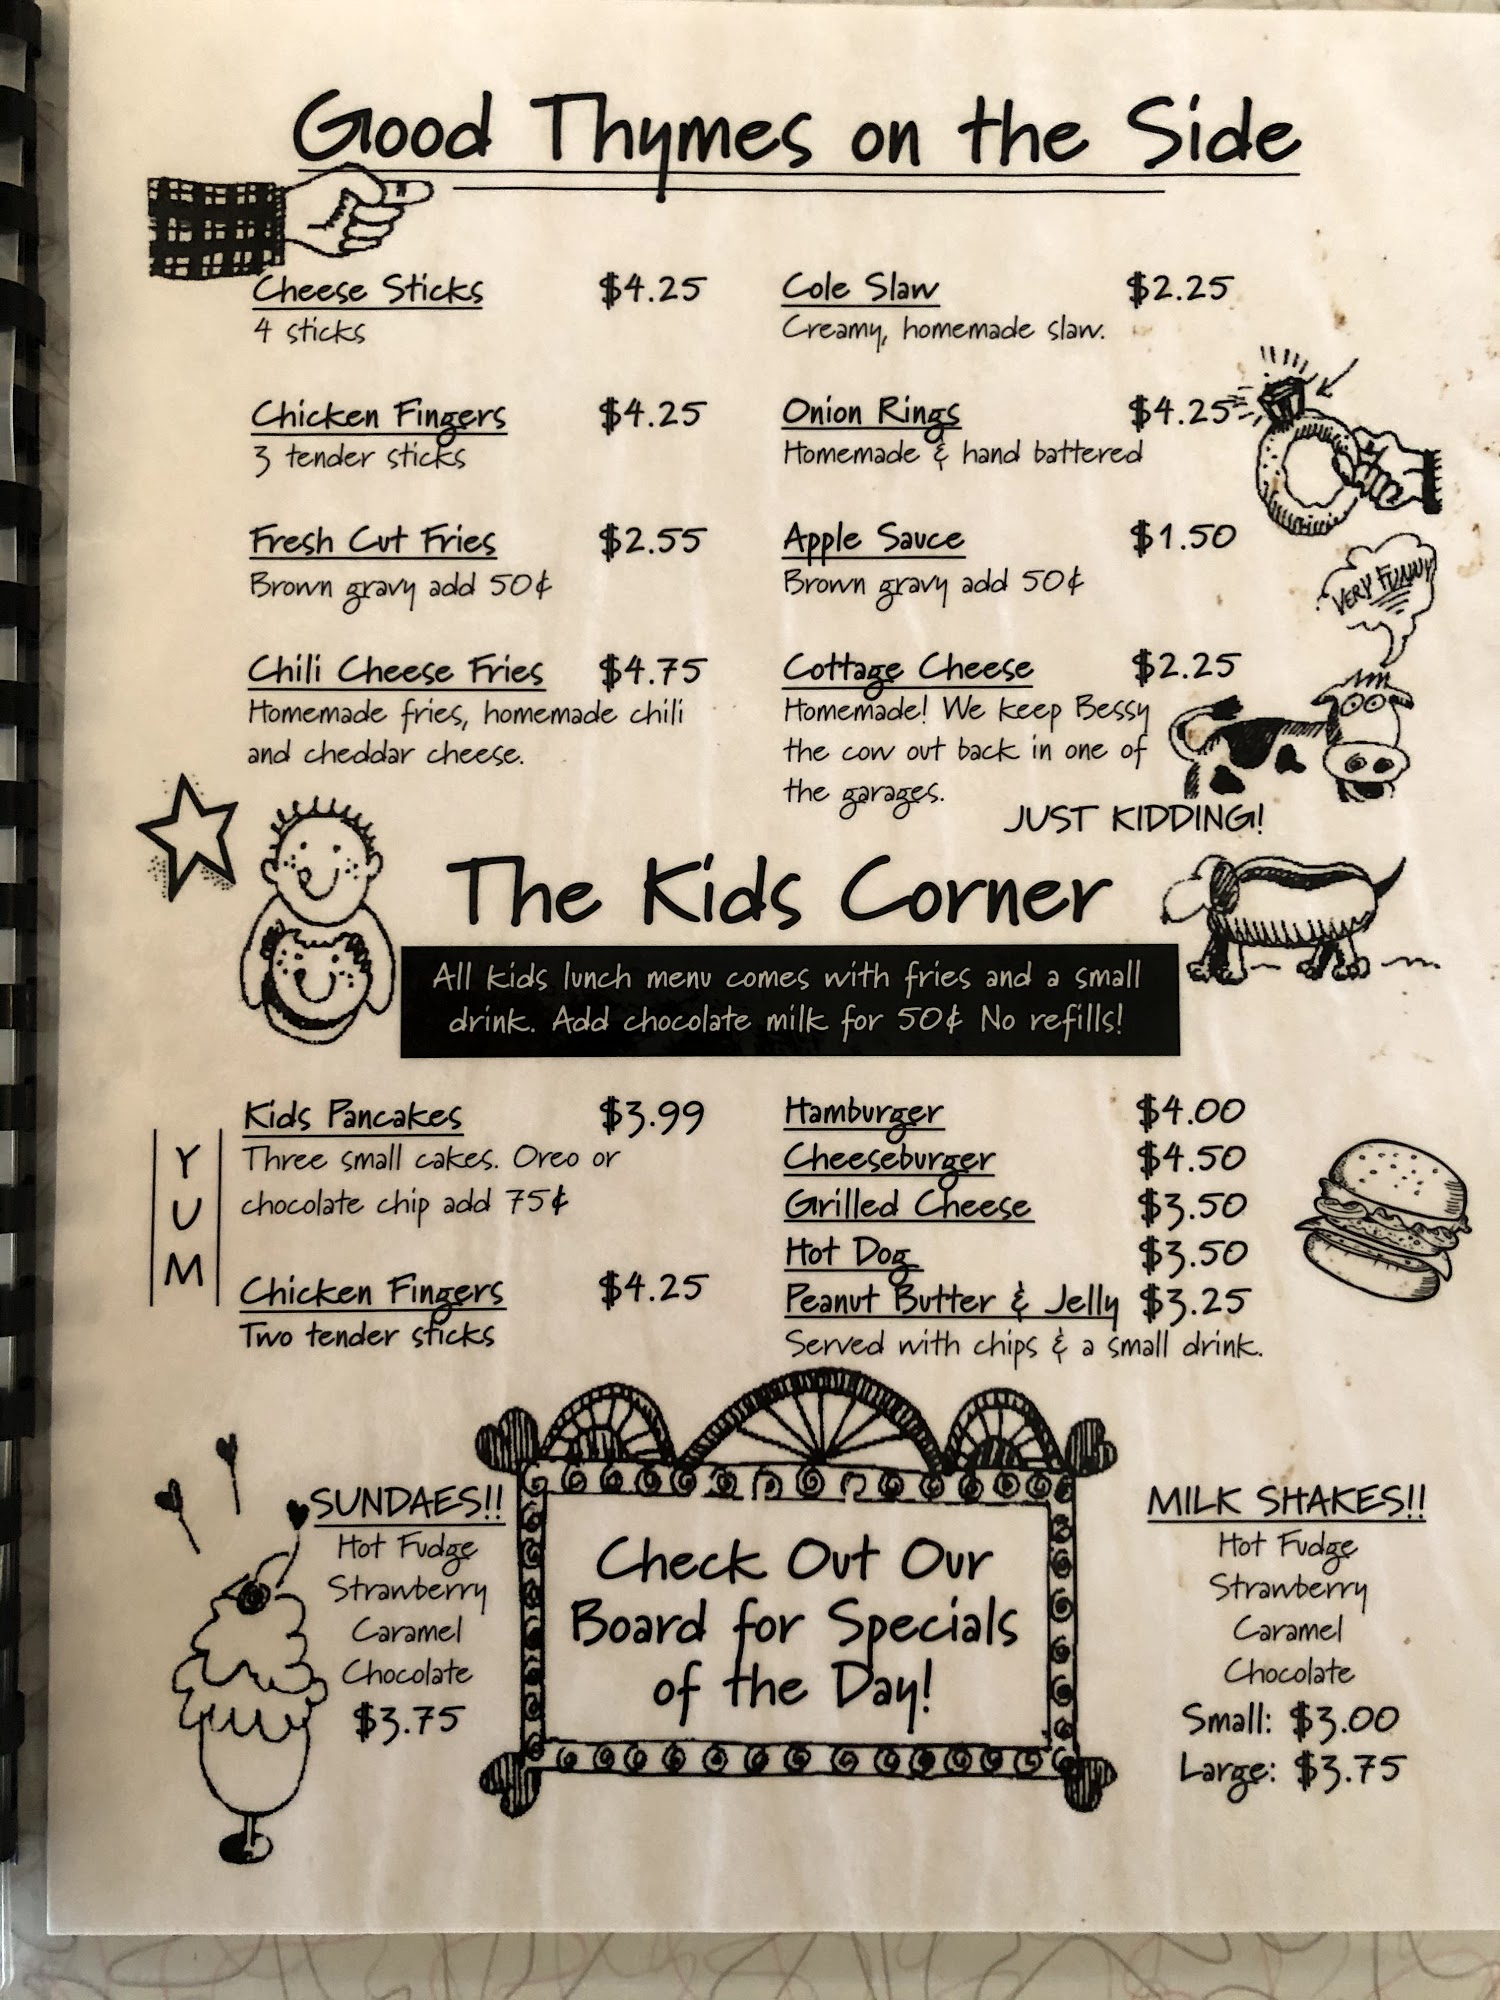 Good Thymes on the Side
Cheese Sticks $4.25
4 sticks
Chicken Fingers $4.25
3 tender sticks
Fresh Cut Fries $2.55
Brown gravy add 50¢
Chili Cheese Fries $4.75
Homemade fries, homemade chili
and cheddar cheese.
Cole Slaw $2.25
Creamy, homemade slaw.
Onion Rings $4.25
Homemade & hand battered
Apple Sauce $1.50
Brown gravy add 50¢
VERY FUNNY
Cottage Cheese $2.25
Homemade! We keep Bessy
the cow out back in one of
the garages.
JUST KIDDING!
The Kids Corner
All kids lunch menu comes with fries and a small
drink. Add chocolate milk for 50¢ No refills!
YUM
Kids Pancakes $3.99
Three small cakes. Oreo or
chocolate chip add 75¢
Chicken Fingers $4.25
Two tender sticks
Hamburger $4.00
Cheeseburger $4.50
Grilled Cheese $3.50
Hot Dog $3.50
Peanut Butter & Jelly $3.25
Served with chips & a small drink.
SUNDAES!!
Hot Fudge
Strawberry
Caramel
Chocolate
$3.75
Check Out Our
Board for Specials
of the Day!
MILK SHAKES!!
Hot Fudge
Strawberry
Caramel
Chocolate
Small: $3.00
Large: $3.75